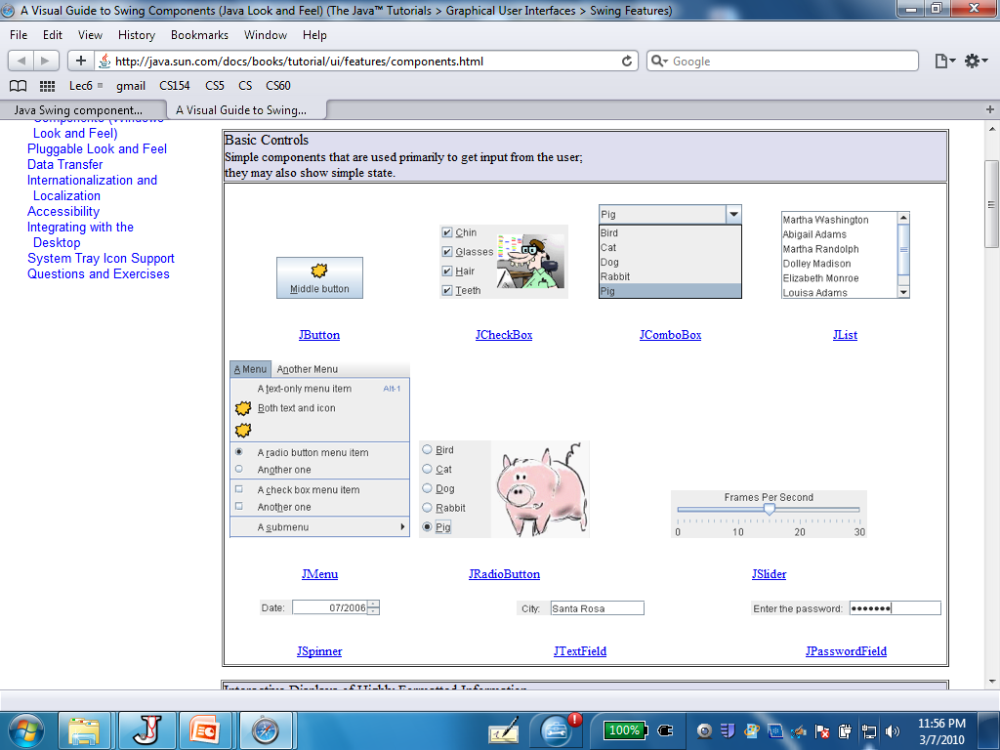 A Visual Guide to Swing Components (Java Look and Feel) (The Java™ Tutorials > Graphical User Interfaces > Swing Features)
File Edit View History Bookmarks Window Help
http://java.sun.com/docs/books/tutorial/ui/features/components.html
Google
Lec6 gmail CS154 CS5 CS CS60
Java Swing component... A Visual Guide to Swing...
Components (Windows
Look and Feel)
Pluggable Look and Feel
Data Transfer
Internationalization and
Localization
Accessibility
Integrating with the
Desktop
System Tray Icon Support
Questions and Exercises
Basic Controls
Simple components that are used primarily to get input from the user;
they may also show simple state.
Middle button
JButton
Chin
Glasses
Hair
Teeth
JCheckBox
Pig
Bird
Cat
Dog
Rabbit
Pig
JComboBox
Martha Washington
Abigail Adams
Martha Randolph
Dolley Madison
Elizabeth Monroe
Louisa Adams
JList
A Menu Another Menu
A text-only menu item Alt-1
Both text and icon
A radio button menu item
Another one
A check box menu item
Another one
A submenu
JMenu
Bird
Cat
Dog
Rabbit
Pig
JRadioButton
Frames Per Second
0 10 20 30
JSlider
Date: 07/2006
JSpinner
City: Santa Rosa
JTextField
Enter the password: •••••••
JPasswordField
Interactive Displays of Highly Formatted Information
100%
11:56 PM
3/7/2010